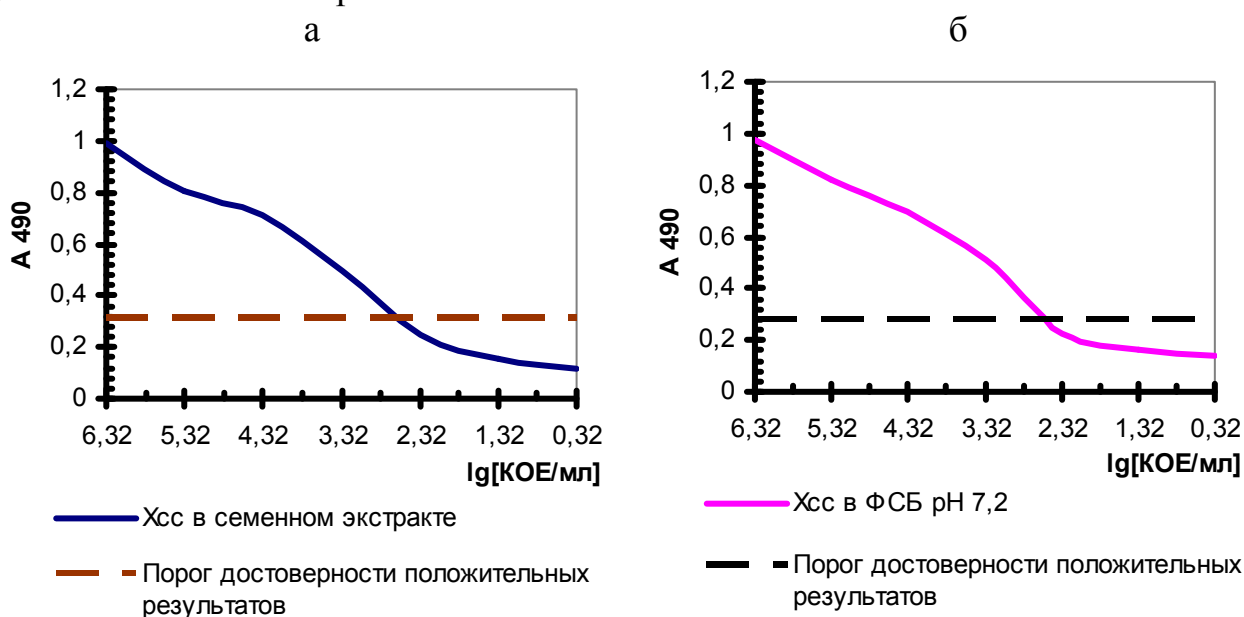 а
1,2
1
0,8
0,6
0,4
0,2
0
А 490
6,32 5,32 4,32 3,32 2,32 1,32 0,32
lg[КОЕ/мл]
Хсс в семенном экстракте
Порог достоверности положительных
результатов
б
1,2
1
0,8
0,6
0,4
0,2
0
А 490
6,32 5,32 4,32 3,32 2,32 1,32 0,32
lg[КОЕ/мл]
Хсс в ФСБ рН 7,2
Порог достоверности положительных
результатов